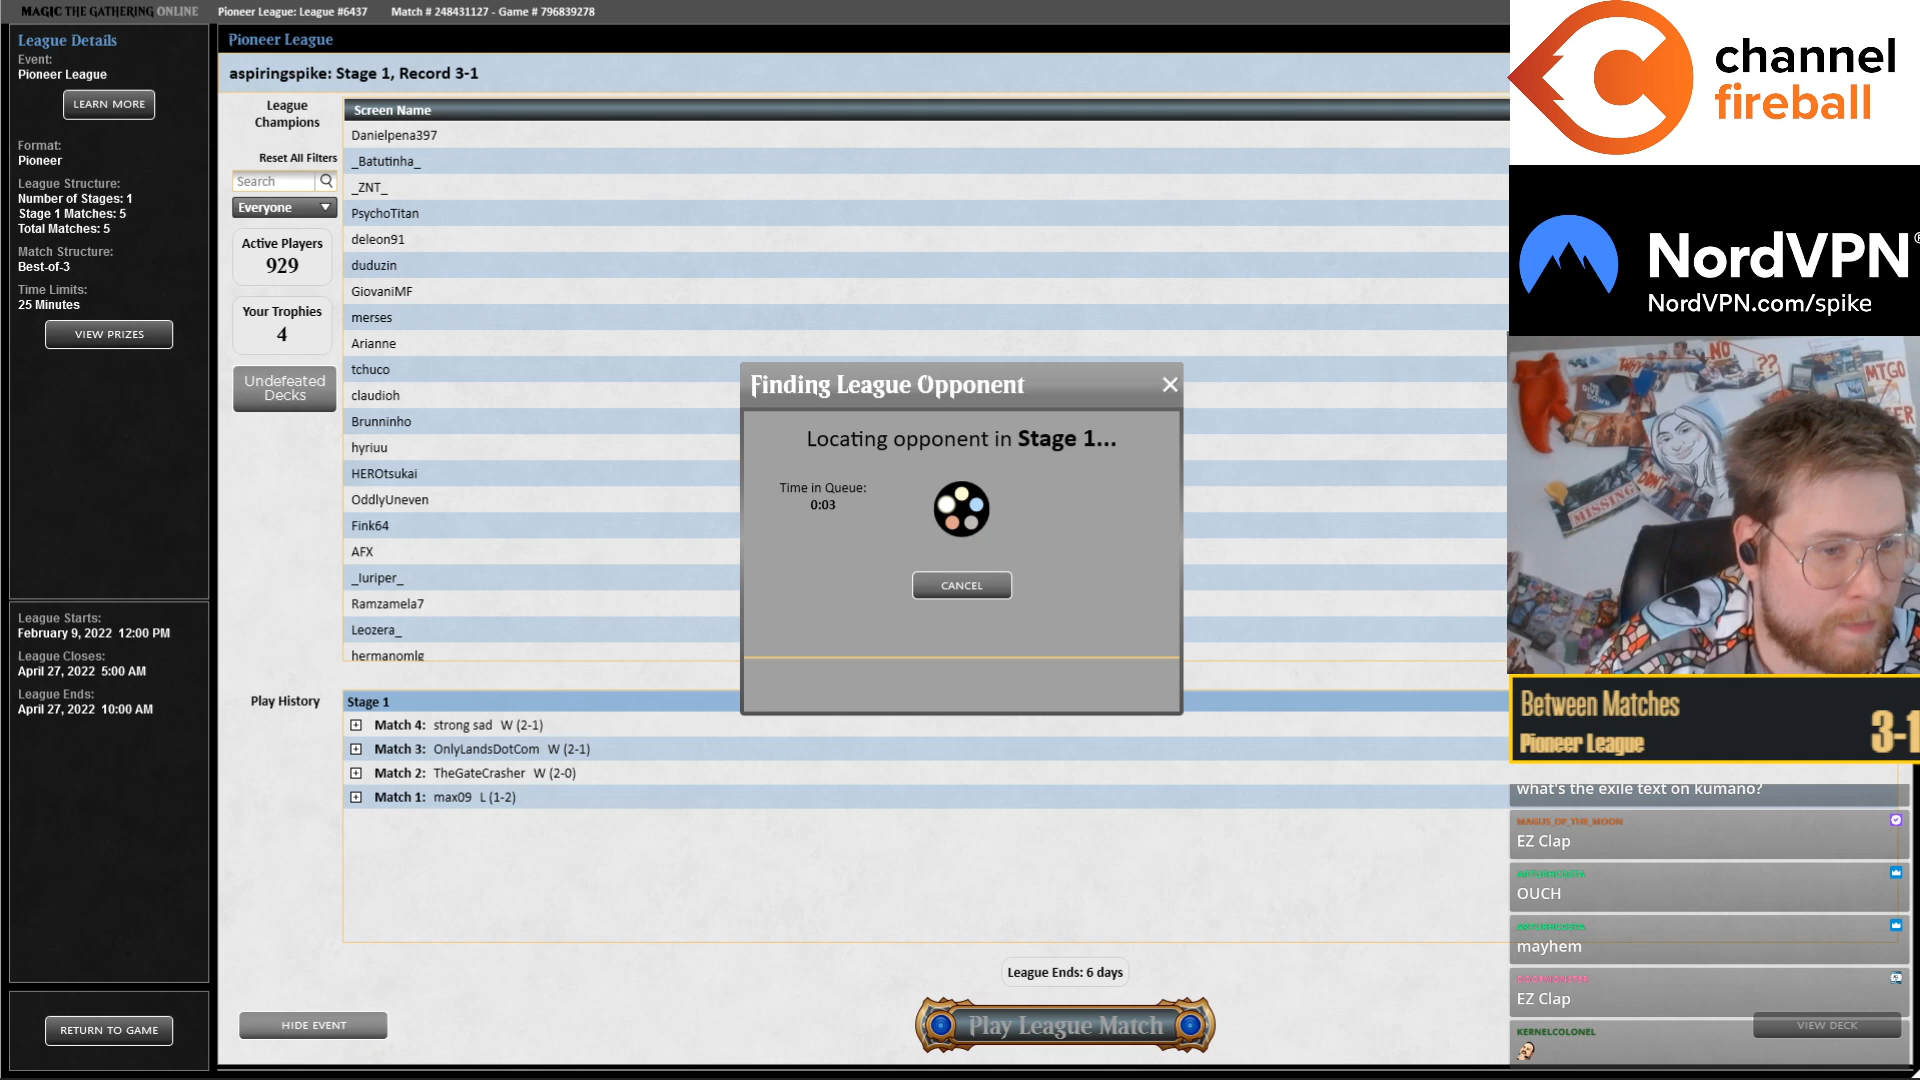 MAGIC THE GATHERING ONLINE
Pioneer League: League #6437
Match # 248431127 - Game # 796839278
League Details
Event:
Pioneer League
LEARN MORE
Format:
Pioneer
League Structure:
Number of Stages: 1
Stage 1 Matches: 5
Total Matches: 5
Match Structure:
Best-of-3
Time Limits:
25 Minutes
VIEW PRIZES
League Starts:
February 9, 2022 12:00 PM
League Closes:
April 27, 2022 5:00 AM
League Ends:
April 27, 2022 10:00 AM
RETURN TO GAME
Pioneer League
aspiringspike: Stage 1, Record 3-1
League
Champions
Reset All Filters
Search
Everyone
Active Players
929
Your Trophies
4
Undefeated
Decks
Screen Name
Danielpena397
_Batutinha_
_ZNT_
PsychoTitan
deleon91
duduzin
GiovaniMF
merses
Arianne
tchuco
claudioh
Brunninho
hyriuu
HEROtsukai
OddlyUneven
Fink64
AFX
_luriper_
Ramzamela7
Leozera_
hermanomlg
Finding League Opponent
Locating opponent in Stage 1...
Time in Queue:
0:03
CANCEL
Play History
Stage 1
Match 4: strong sad W (2-1)
Match 3: OnlyLandsDotCom W (2-1)
Match 2: TheGateCrasher W (2-0)
Match 1: max09 L (1-2)
League Ends: 6 days
HIDE EVENT
Play League Match
VIEW DECK
channel
fireball
NordVPN®
NordVPN.com/spike
NO
??
MTGO
MISSING
Between Matches
Pioneer League
3-1
what's the exile text on kumano?
MAGUS_OF_THE_MOON
EZ Clap
OUCH
mayhem
EZ Clap
KERNELCOLONEL